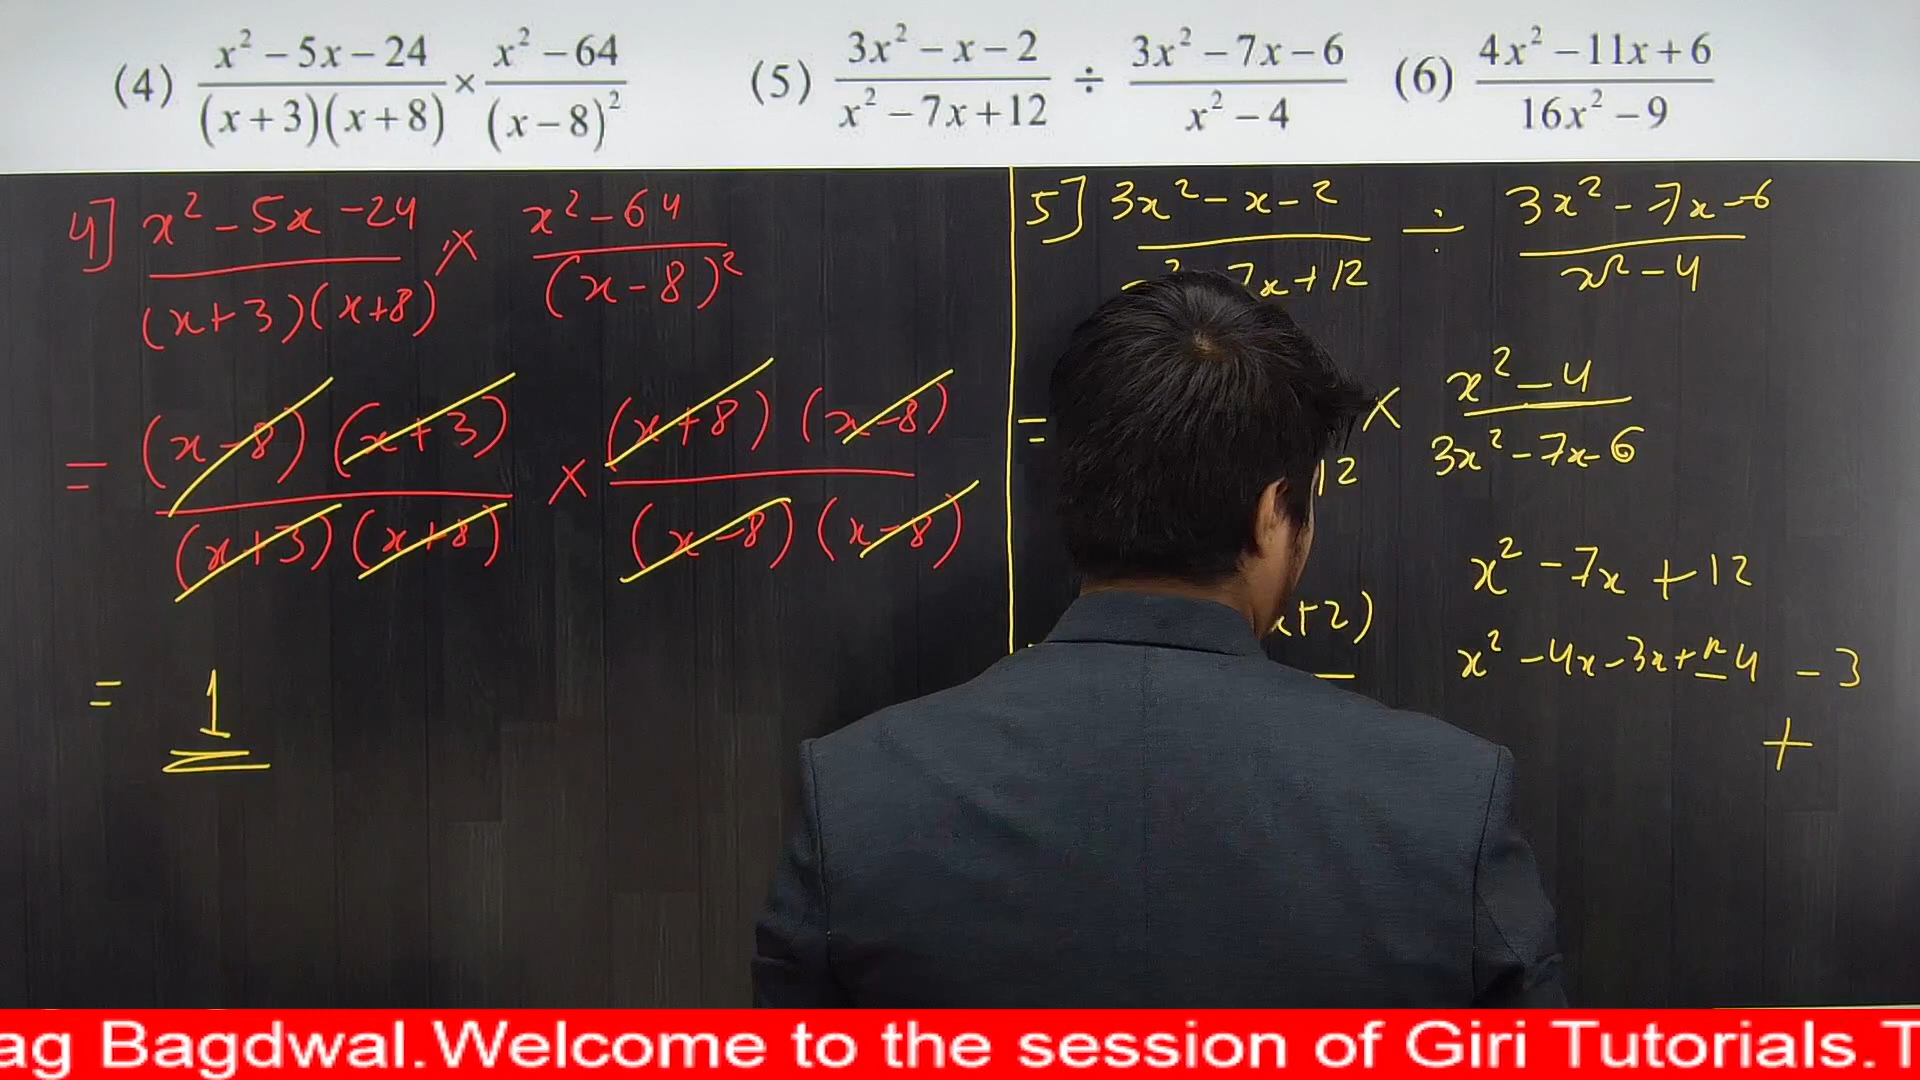 (4) x² – 5x – 24 / (x + 3)(x + 8) × x² – 64 / (x – 8)² (5) 3x² – x – 2 / x² – 7x + 12 ÷ 3x² – 7x – 6 / x² – 4 (6) 4x² – 11x + 6 / 16x² – 9
4] x² – 5x – 24 / (x + 3)(x + 8) × x² – 64 / (x – 8)²
= (x – 8)(x + 3) / (x + 3)(x + 8) × (x + 8)(x – 8) / (x – 8)(x – 8)
= 1
5] 3x² – x – 2 / x² – 7x + 12 ÷ 3x² – 7x – 6 / x² – 4
= 12 × x² – 4 / 3x² – 7x – 6
x² – 7x + 12
x+2)
x² – 4x – 3x + 12 – 4 – 3
+
ag Bagdwal.Welcome to the session of Giri Tutorials.T